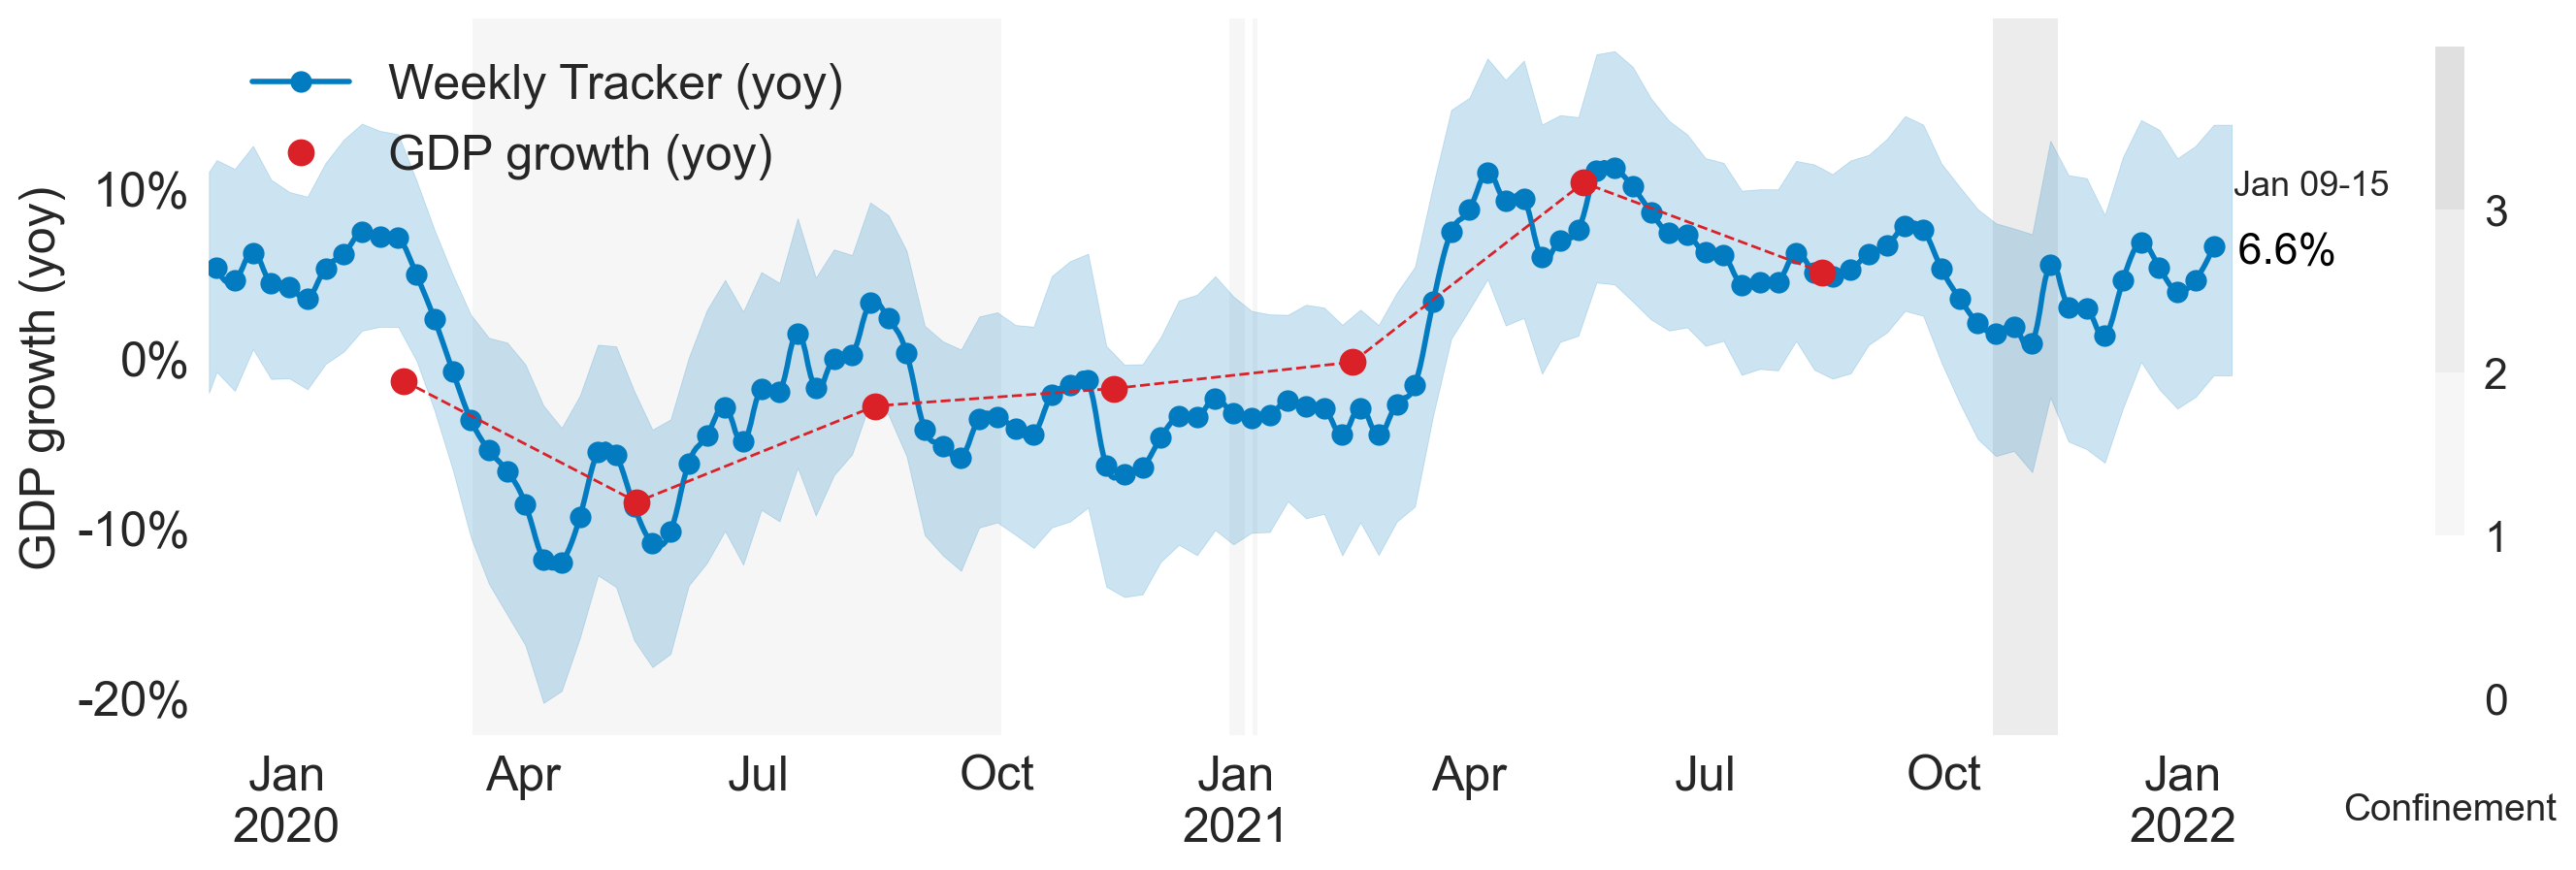 Weekly Tracker (yoy)
GDP growth (yoy)
GDP growth (yoy)
10%
0%
-10%
-20%
Jan 09-15
6.6%
3
2
1
0
Jan Apr Jul Oct Jan Apr Jul Oct Jan
2020 2021 2022
Confinement